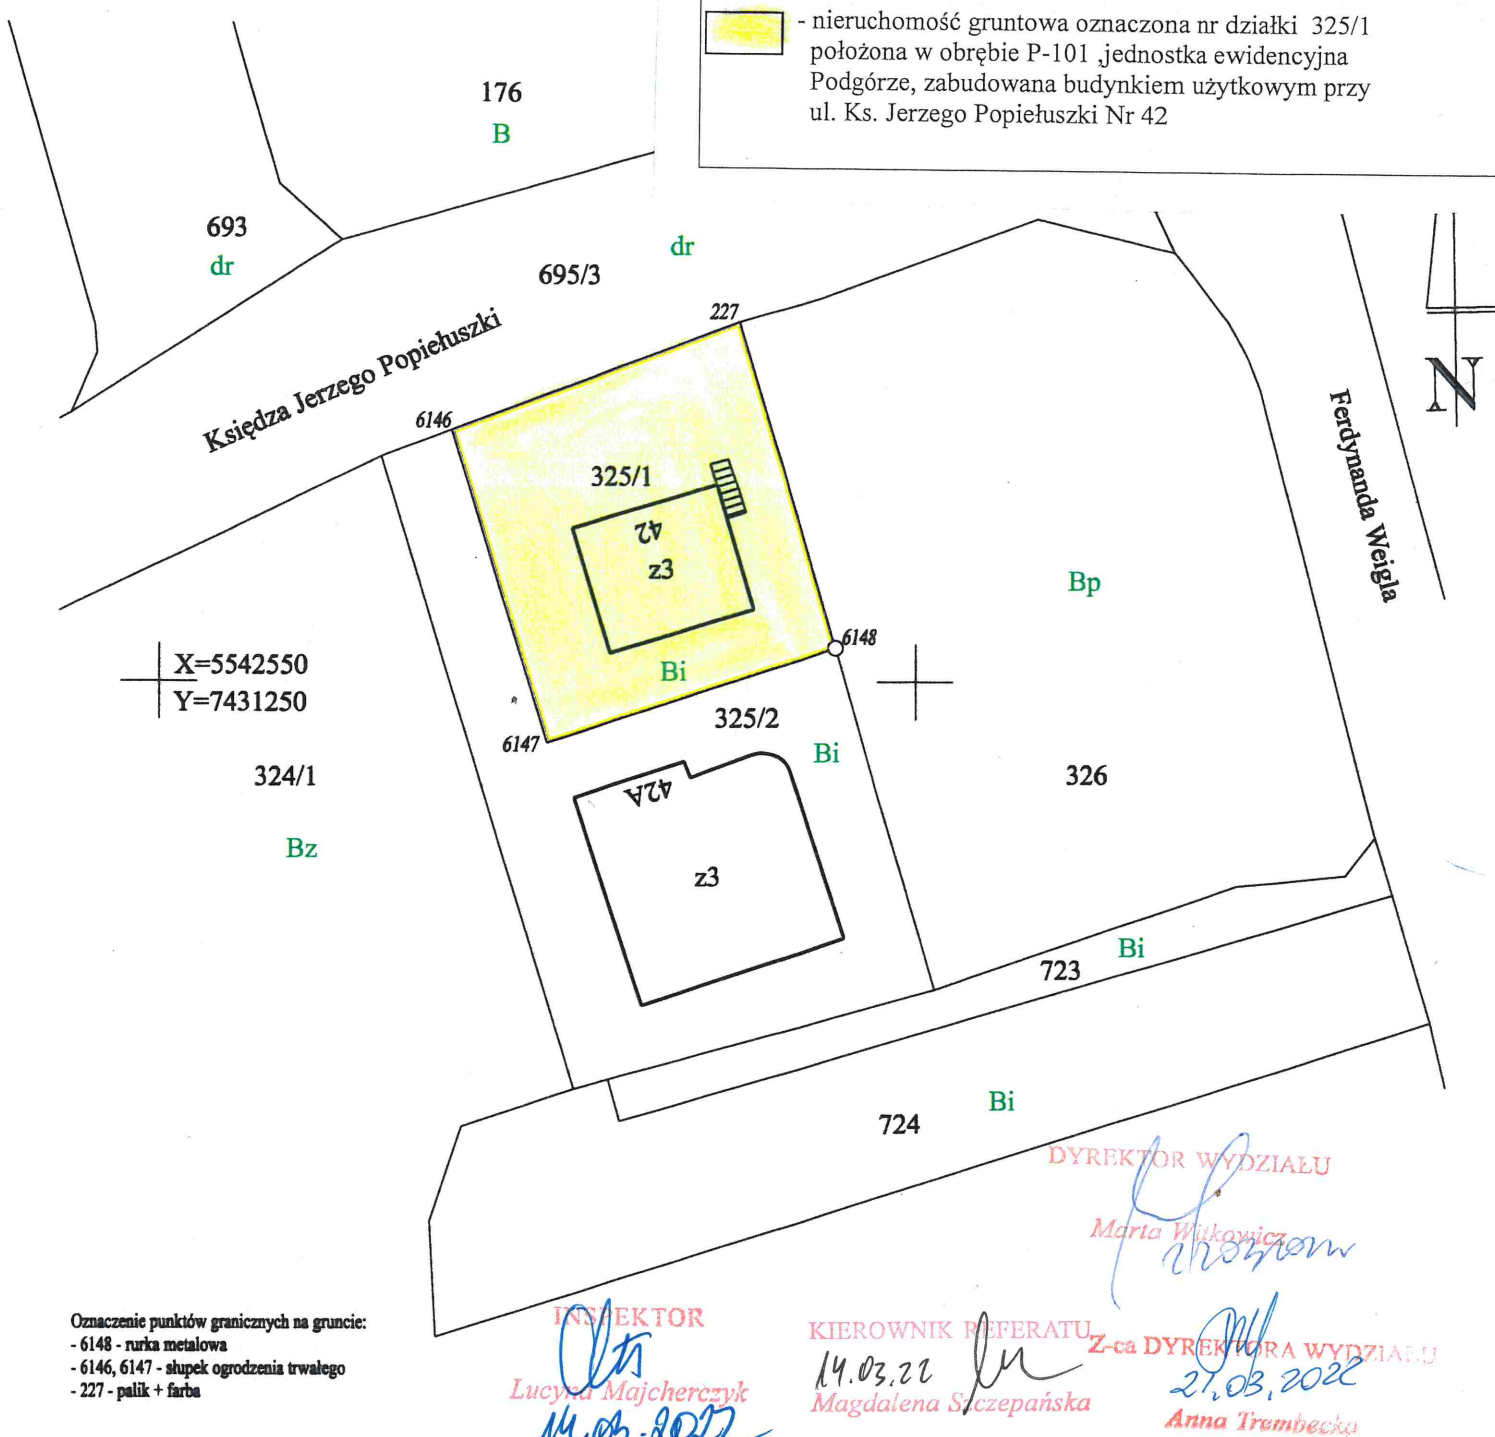 - nieruchomość gruntowa oznaczona nr działki 325/1
położona w obrębie P-101 ,jednostka ewidencyjna
Podgórze, zabudowana budynkiem użytkowym przy
ul. Ks. Jerzego Popiełuszki Nr 42
176
B
693
dr
695/3
dr
227
Księdza Jerzego Popiełuszki
6146
N
325/1
42
z3
Ferdynanda Weigla
Bp
6148
X=5542550
Y=7431250
Bi
325/2
6147
Bi
324/1
42A
326
Bz
z3
Bi
723
Bi
724
DYREKTOR WYDZIAŁU
Marta Witkowicz
Oznaczenie punktów granicznych na gruncie:
- 6148 - rurka metalowa
- 6146, 6147 - słupek ogrodzenia trwałego
- 227 - palik + farba
INSPEKTOR
Lucyna Majcherczyk
14.03.2022
KIEROWNIK REFERATU
14.03.22
Magdalena Szczepańska
Z-ca DYREKTORA WYDZIAŁU
21.03.2022
Anna Trembecka